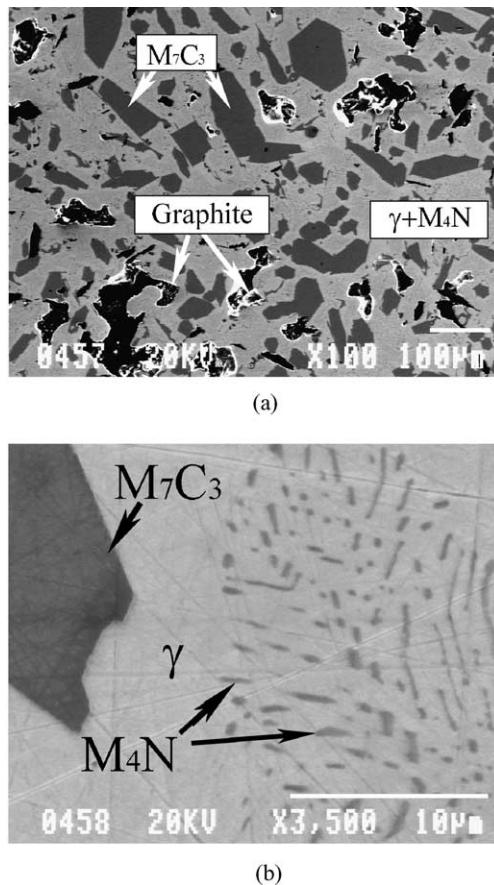 M₇C₃
Graphite
γ+M₄N
0457 20KV X100 100μm
(a)
M₇C₃
γ
M₄N
0458 20KV X3,500 10μm
(b)